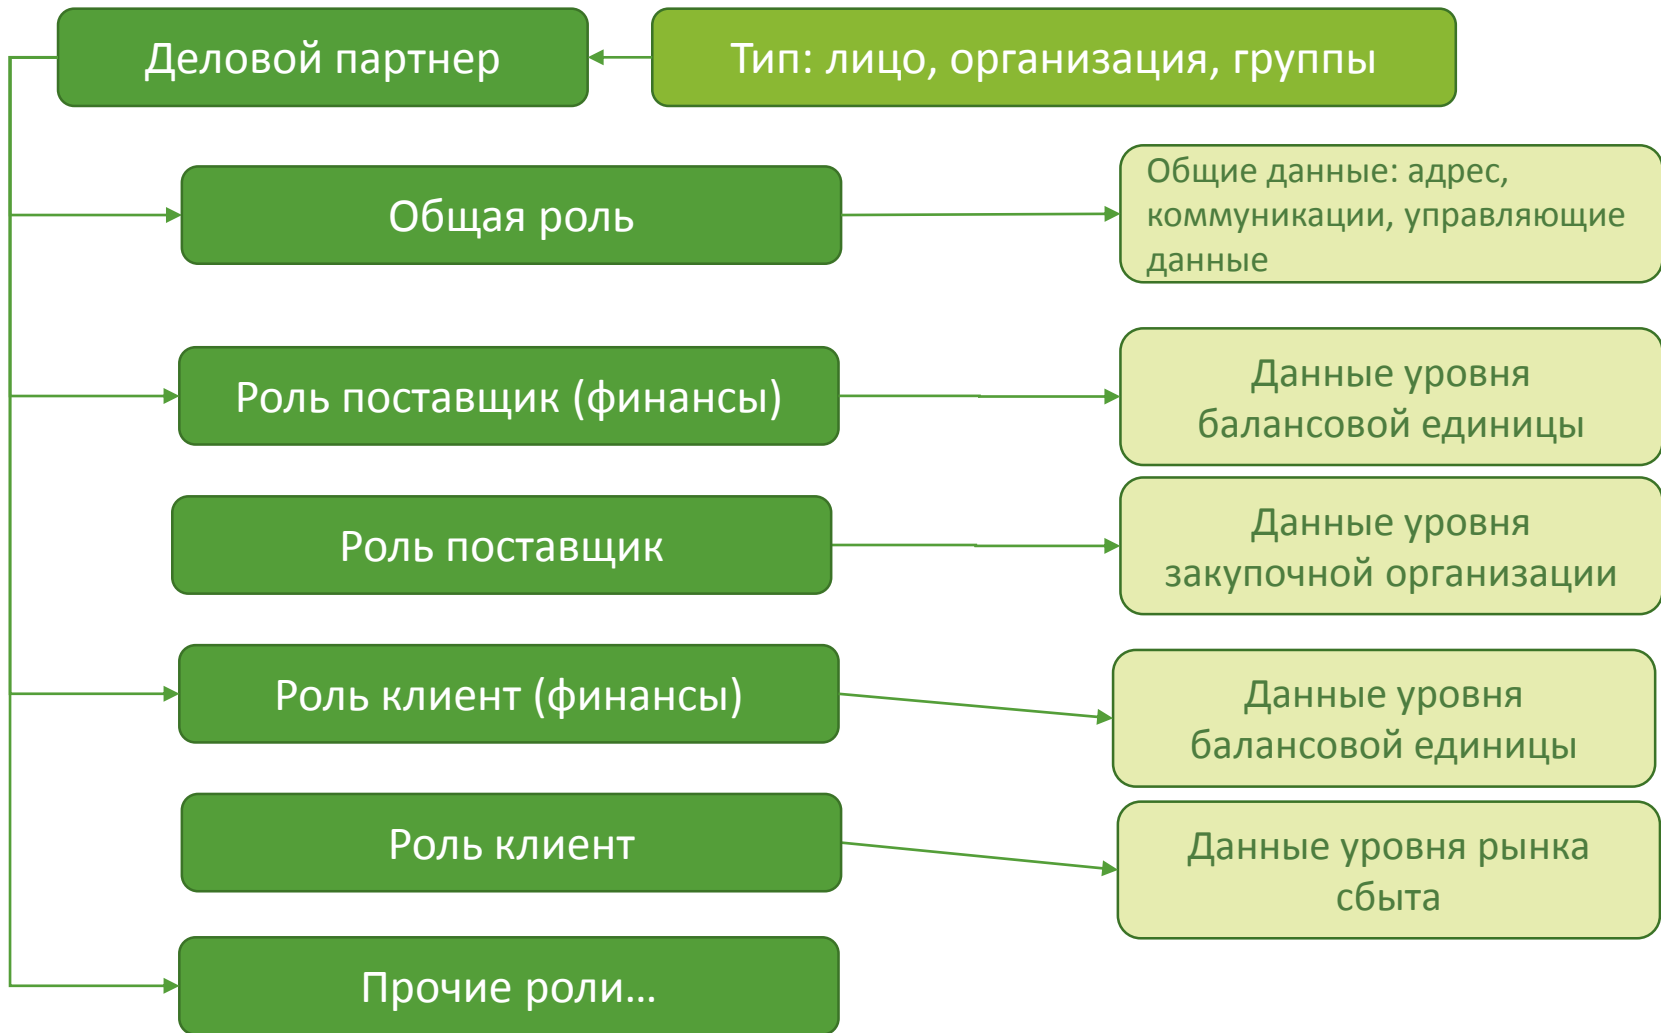 Деловой партнер
Тип: лицо, организация, группы
Общая роль
Общие данные: адрес,
коммуникации, управляющие
данные
Роль поставщик (финансы)
Данные уровня
балансовой единицы
Роль поставщик
Данные уровня
закупочной организации
Роль клиент (финансы)
Данные уровня
балансовой единицы
Роль клиент
Данные уровня рынка
сбыта
Прочие роли...